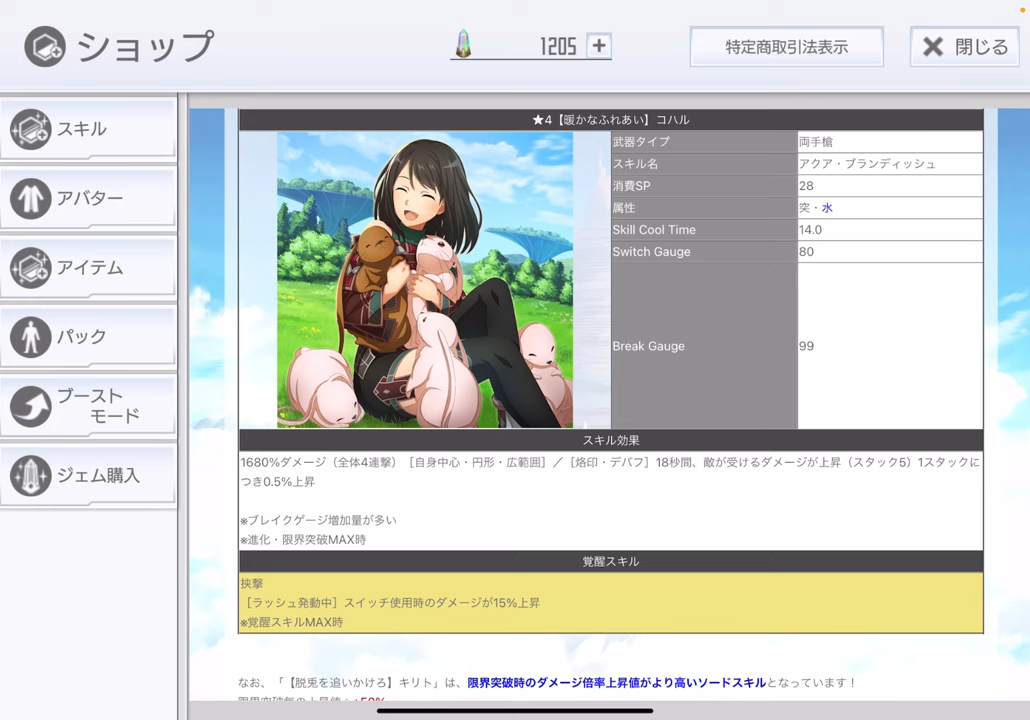 ショップ
1205
特定商取引法表示
閉じる
スキル
アバター
アイテム
パック
ブースト
モード
ジェム購入
★4【暖かなふれあい】コハル
武器タイプ 両手槍
スキル名 アクア・ブランディッシュ
消費SP 28
属性 突・水
Skill Cool Time 14.0
Switch Gauge 80
Break Gauge 99
スキル効果
1680%ダメージ（全体4連撃）［自身中心・円形・広範囲］／［烙印・デバフ］18秒間、敵が受けるダメージが上昇（スタック5）1スタックに
つき0.5%上昇
※ブレイクゲージ増加量が多い
※進化・限界突破MAX時
覚醒スキル
挟撃
［ラッシュ発動中］スイッチ使用時のダメージが15%上昇
※覚醒スキルMAX時
なお、「【脱兎を追いかけろ】キリト」は、限界突破時のダメージ倍率上昇値がより高いソードスキルとなっています！